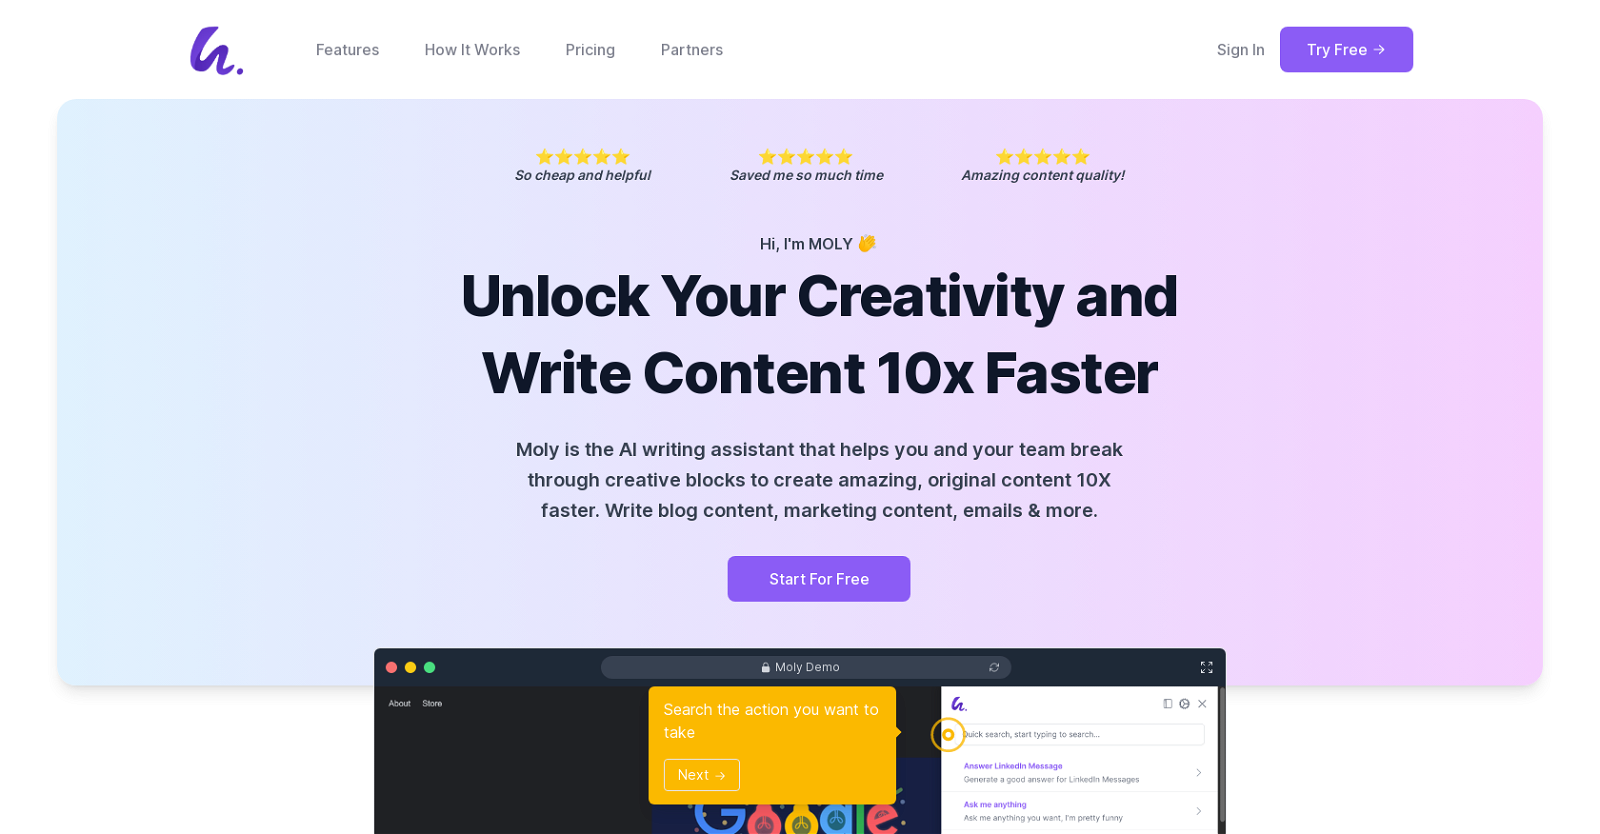 Features
How It Works
Pricing
Partners
Sign In
Try Free →
⭐⭐⭐⭐⭐
So cheap and helpful
⭐⭐⭐⭐⭐
Saved me so much time
⭐⭐⭐⭐⭐
Amazing content quality!
Hi, I'm MOLY 👋
Unlock Your Creativity and
Write Content 10x Faster
Moly is the AI writing assistant that helps you and your team break
through creative blocks to create amazing, original content 10X
faster. Write blog content, marketing content, emails & more.
Start For Free
Moly Demo
About
Store
Search the action you want to
take
Next →
Quick search, start typing to search...
Answer LinkedIn Message
Generate a good answer for LinkedIn Messages
Ask me anything
Ask me anything you want, I'm pretty funny
Google